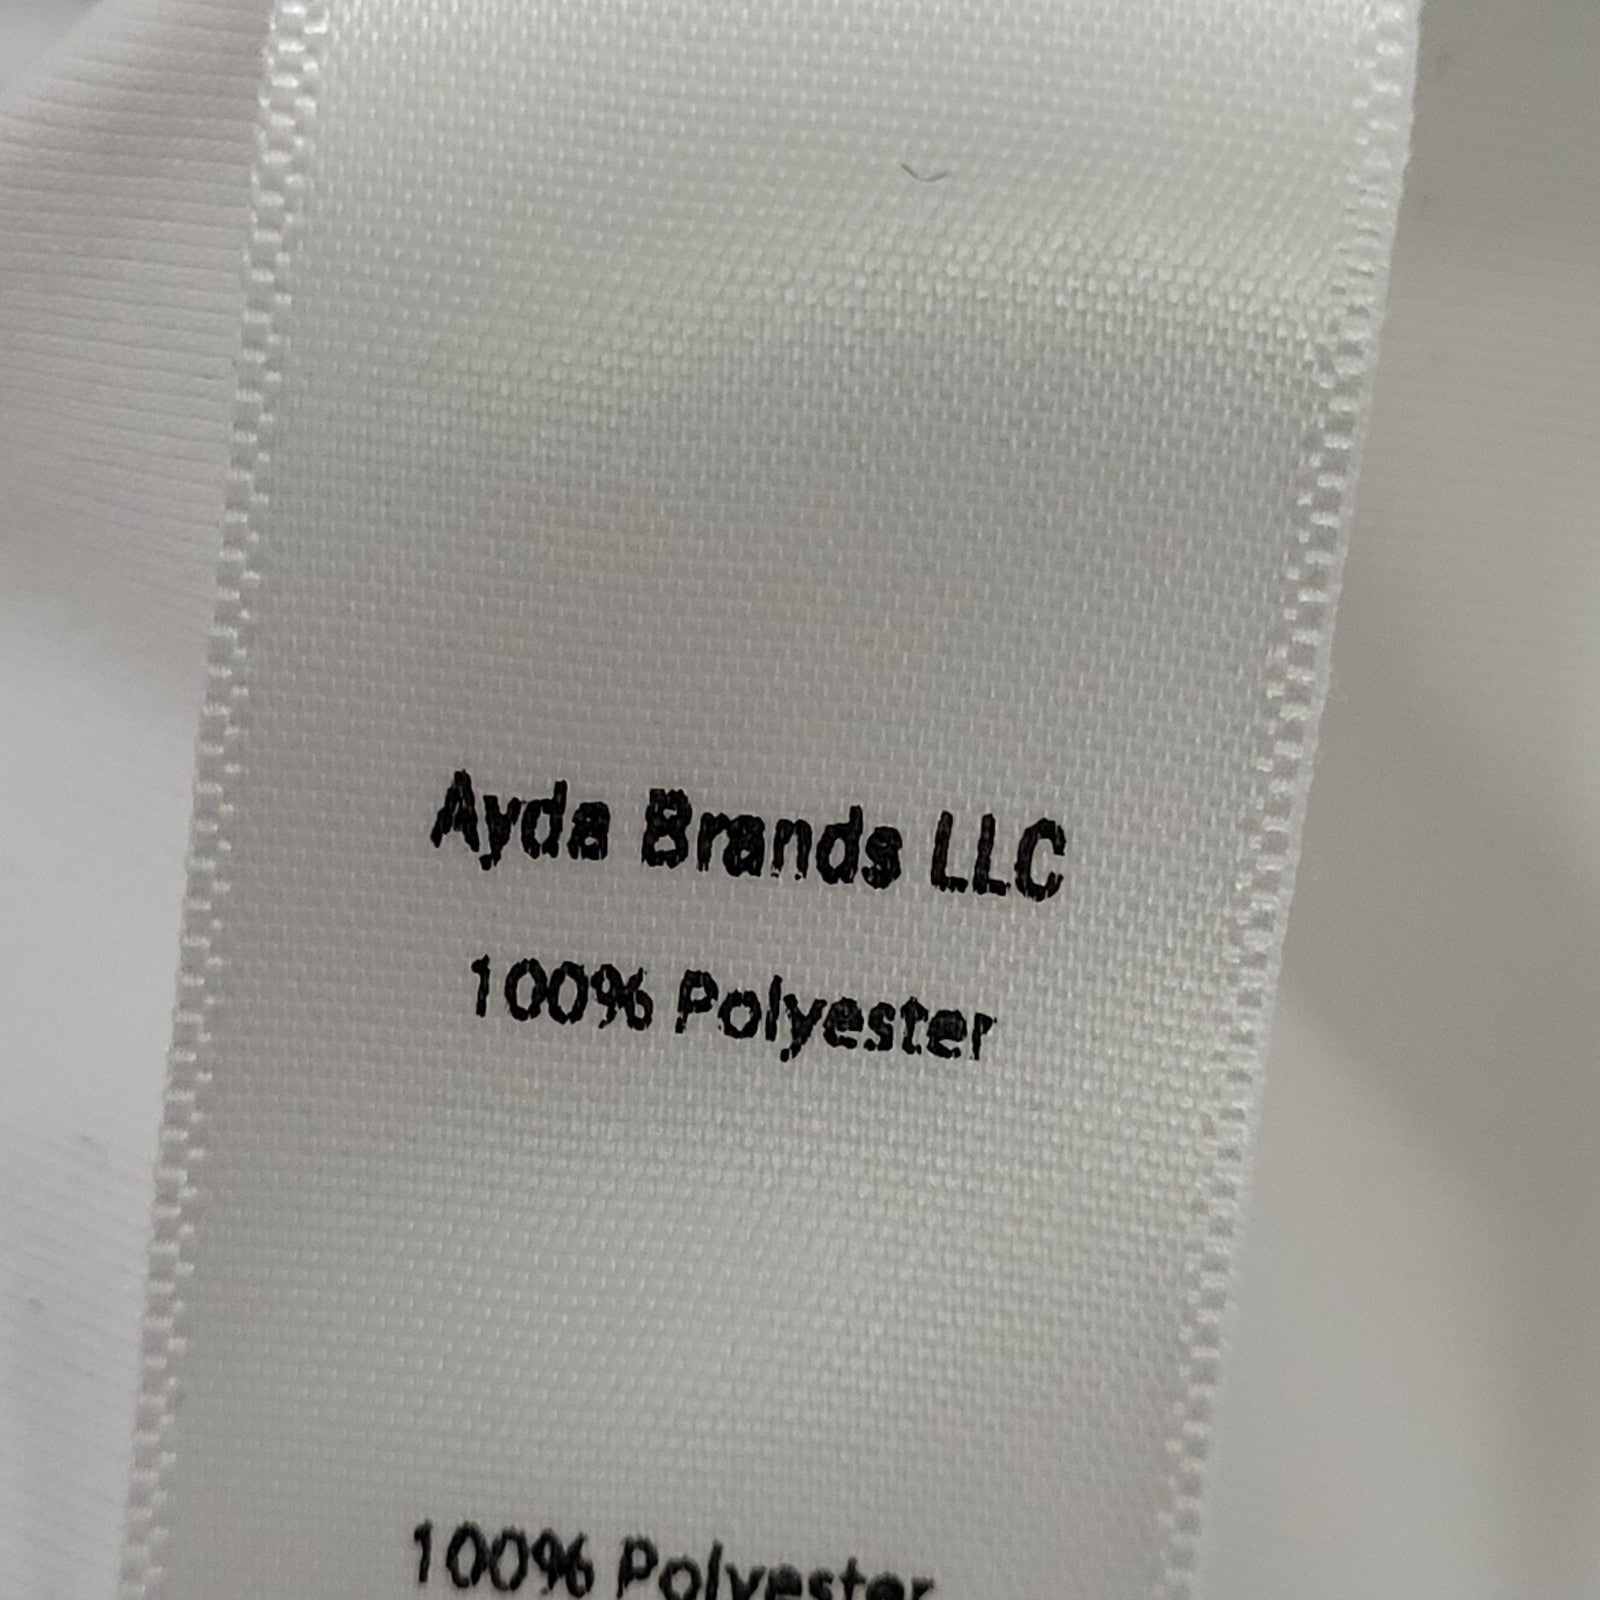 Ayda Brands LLC
100% Polyester
100% Polyester